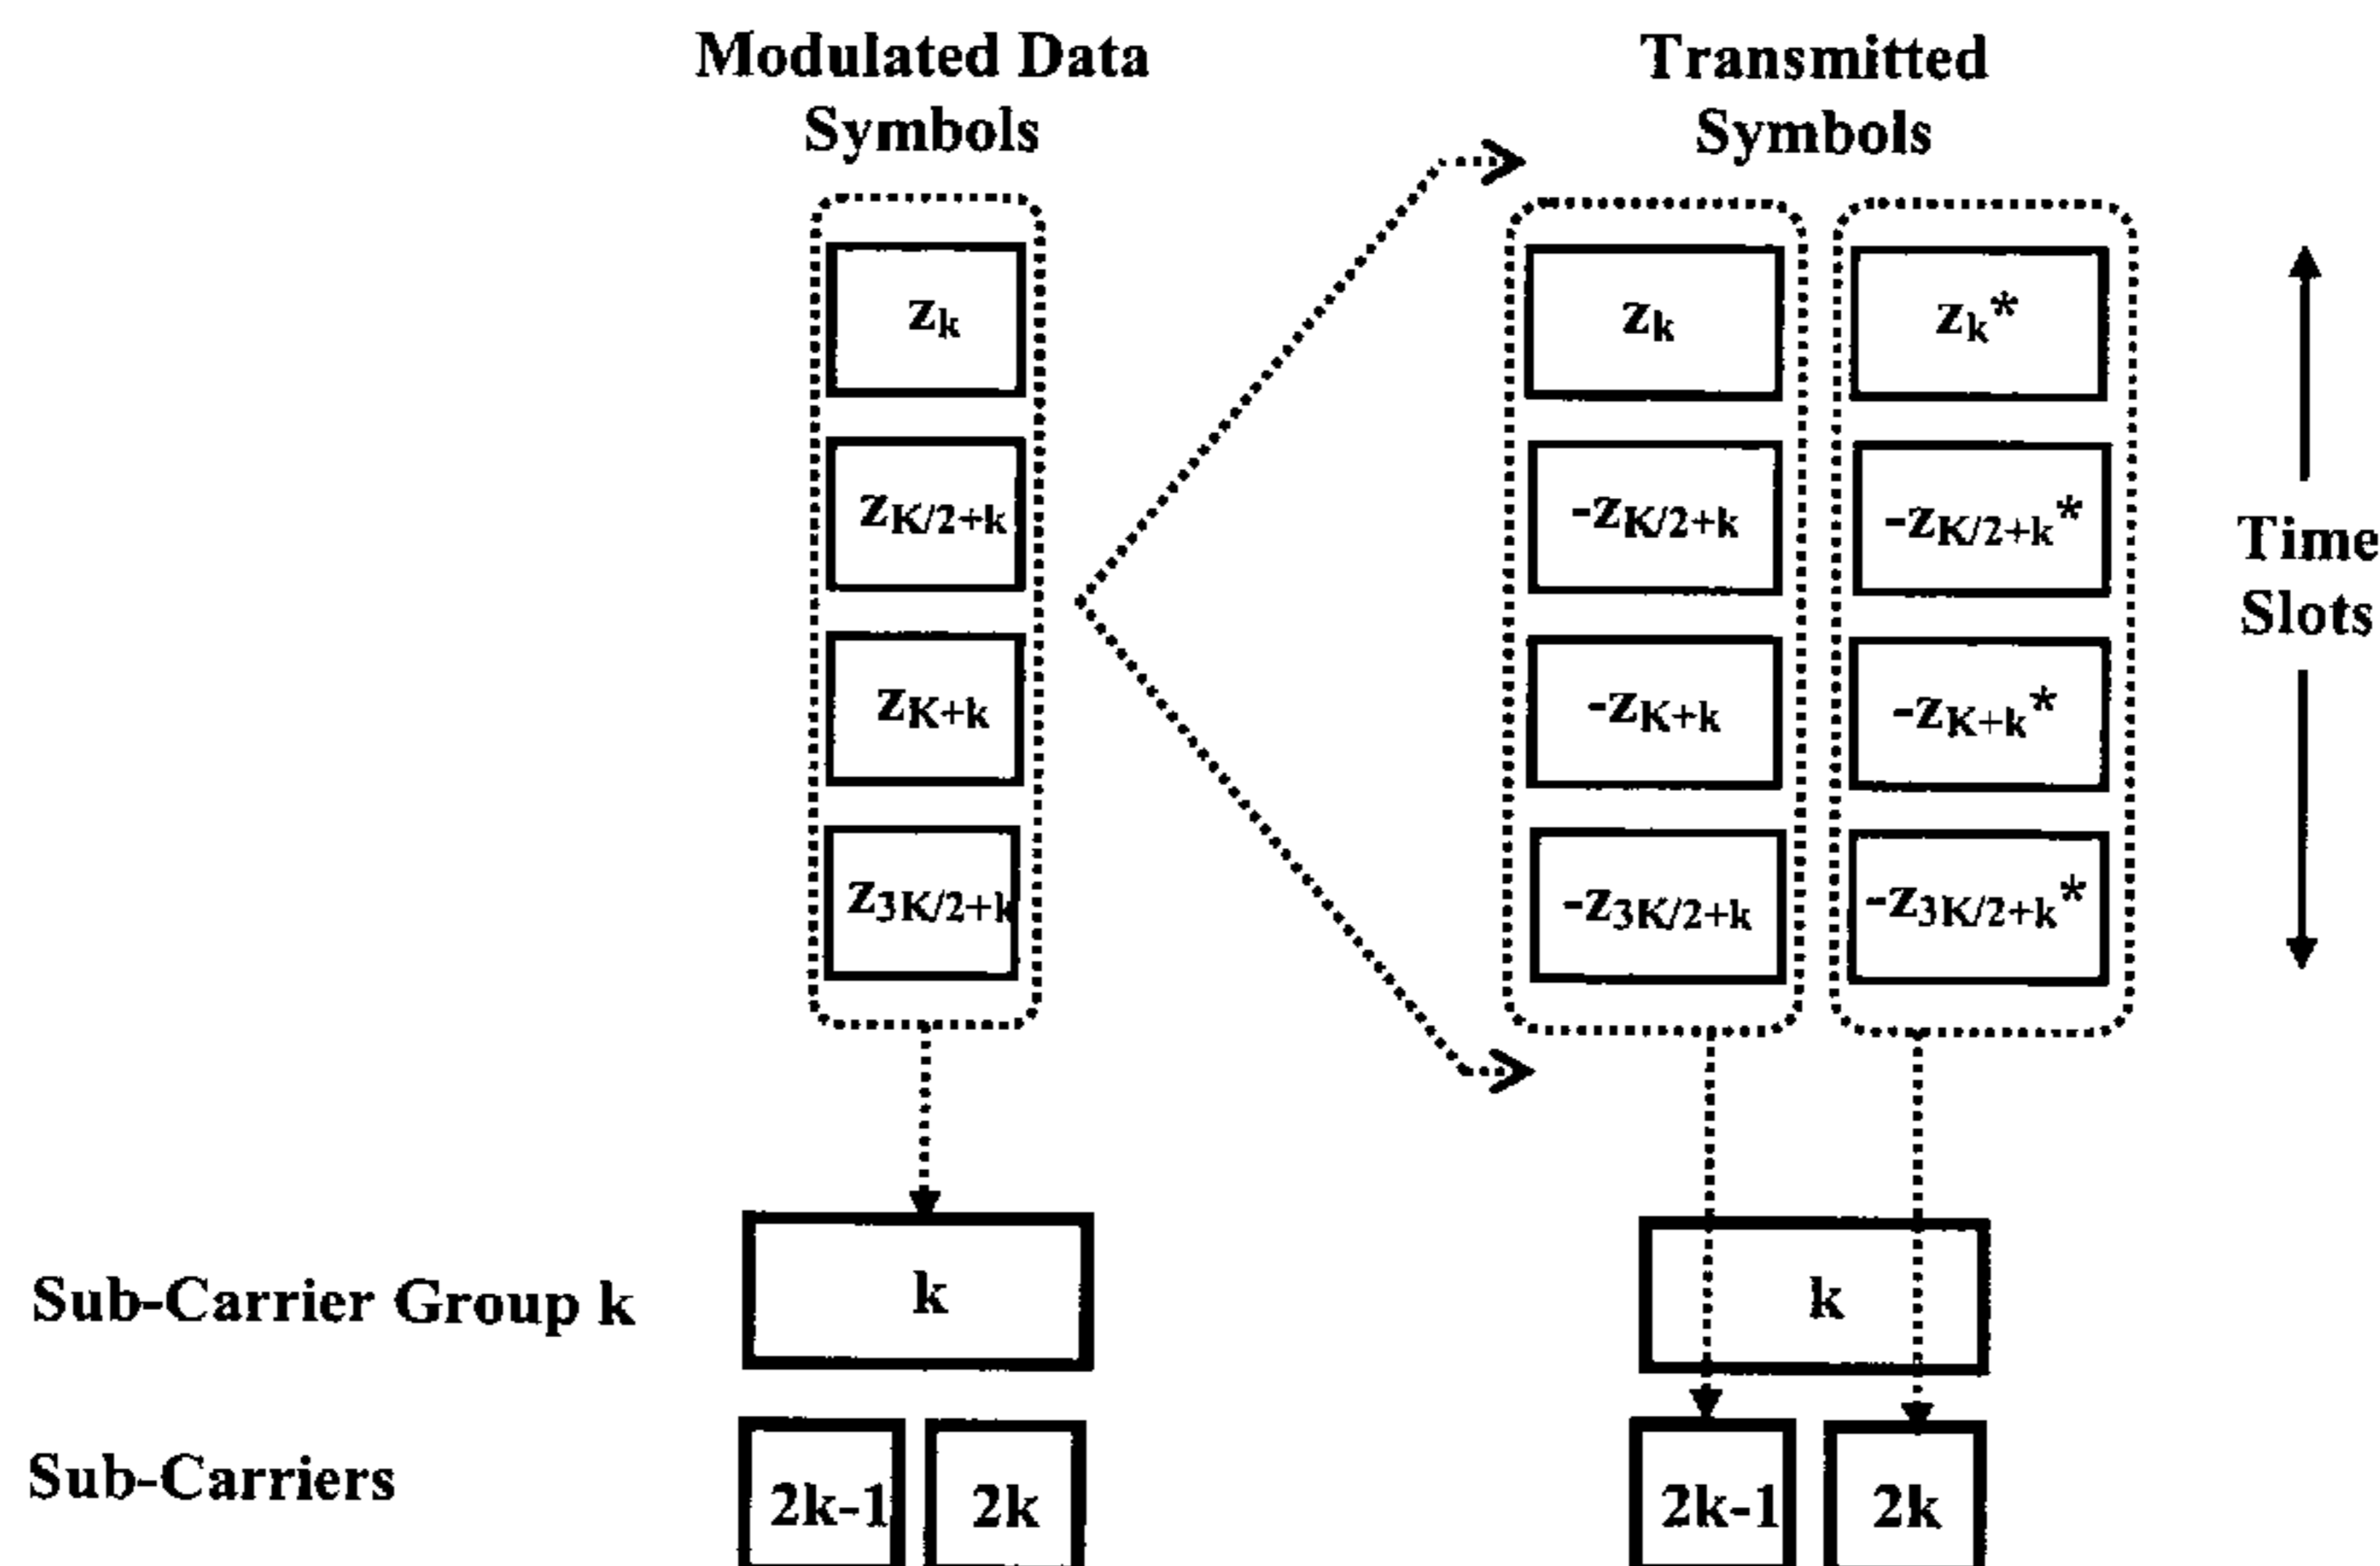 Modulated Data
Symbols
Transmitted
Symbols
zk
zK/2+k
zK+k
z3K/2+k
zk zk*
-zK/2+k -zK/2+k*
-zK+k -zK+k*
-z3K/2+k -z3K/2+k*
Time
Slots
Sub-Carrier Group k
k
k
Sub-Carriers
2k-1 2k
2k-1 2k